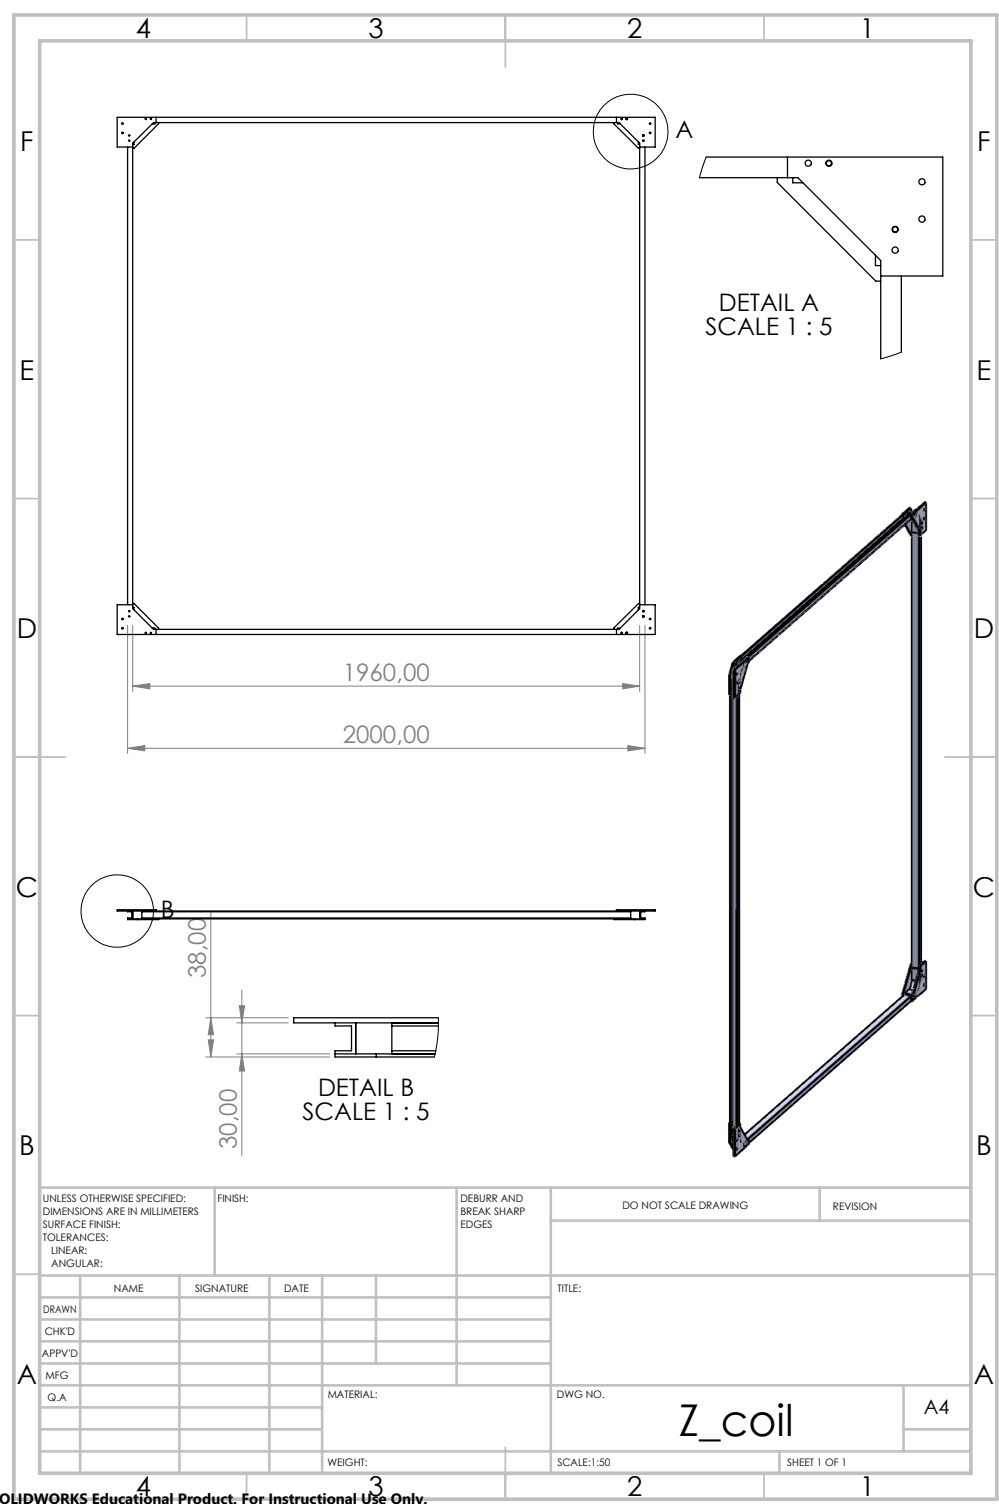 4 3 2 1
F F
A
DETAIL A
SCALE 1 : 5
E E
D D
1960,00
2000,00
C C
B
38,00
30,00
DETAIL B
SCALE 1 : 5
B B
UNLESS OTHERWISE SPECIFIED:
DIMENSIONS ARE IN MILLIMETERS
SURFACE FINISH:
TOLERANCES:
LINEAR:
ANGULAR:
FINISH:
DEBURR AND
BREAK SHARP
EDGES
DO NOT SCALE DRAWING
REVISION
NAME SIGNATURE DATE
TITLE:
DRAWN
CHK'D
APPV'D
MFG
Q.A
A A
MATERIAL:
DWG NO.
Z_coil
A4
WEIGHT:
SCALE:1:50
SHEET 1 OF 1
4 3 2 1
OLIDWORKS Educational Product. For Instructional Use Only.